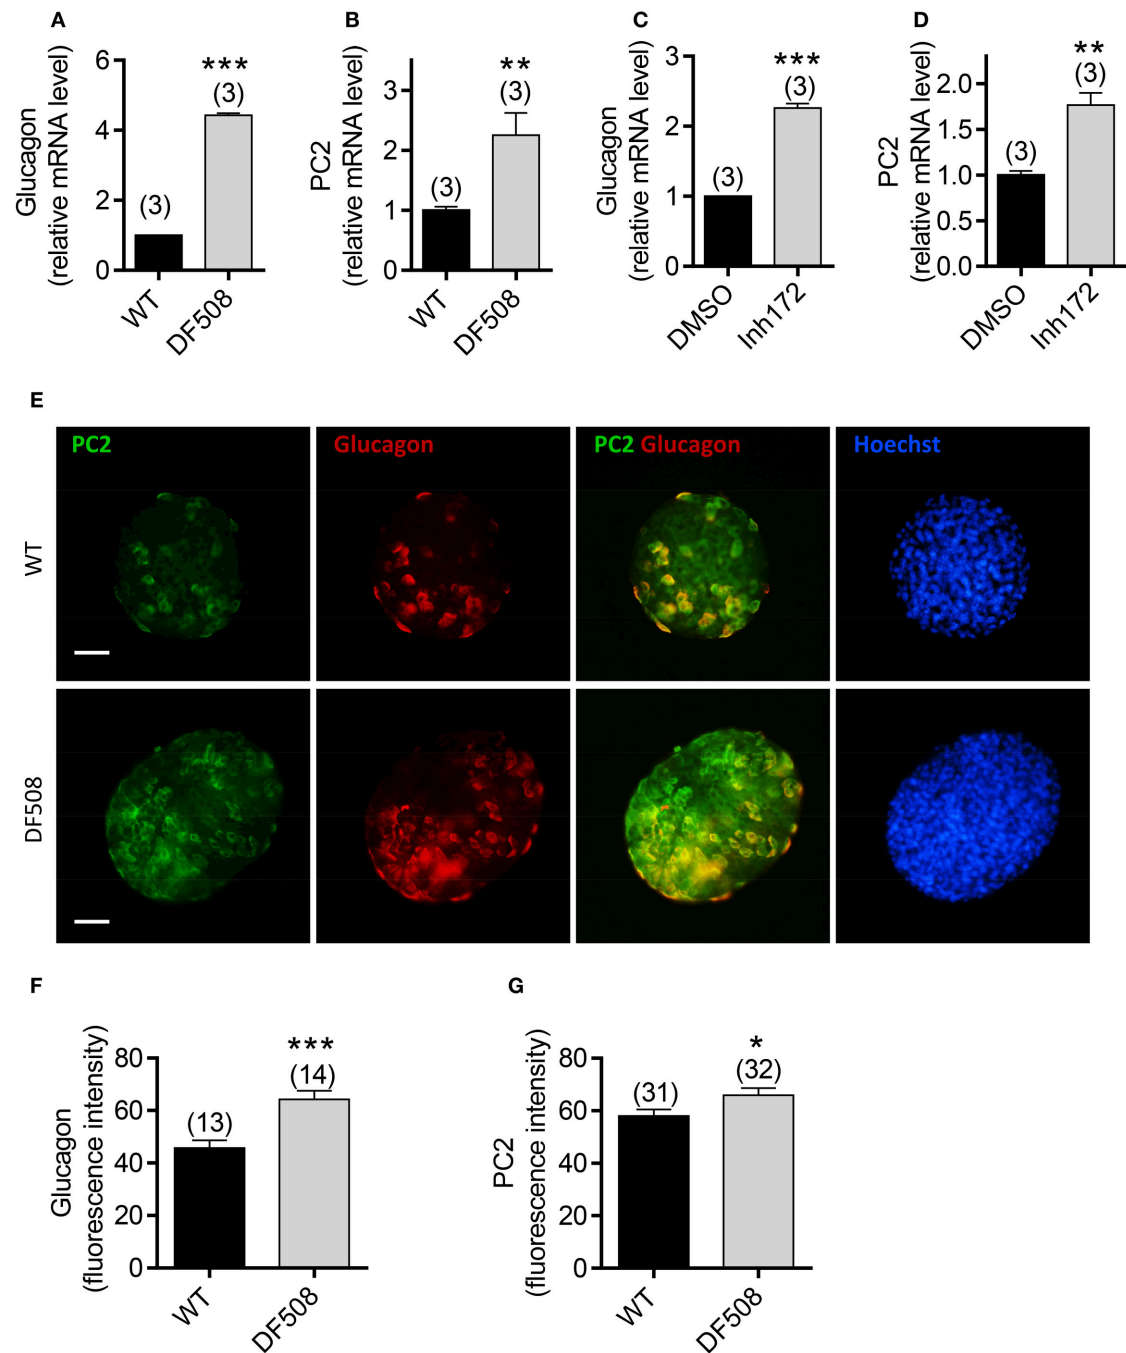 A
B
C
D
Glucagon
(relative mRNA level)
6
4
2
0
***
(3)
(3)
WT
DF508
PC2
(relative mRNA level)
3
2
1
0
**
(3)
(3)
WT
DF508
Glucagon
(relative mRNA level)
3
2
1
0
***
(3)
(3)
DMSO
Inh172
PC2
(relative mRNA level)
2.0
1.5
1.0
0.5
0.0
**
(3)
(3)
DMSO
Inh172
E
PC2
Glucagon
PC2 Glucagon
Hoechst
WT
DF508
F
G
Glucagon
(fluorescence intensity)
80
60
40
20
0
***
(13)
(14)
WT
DF508
PC2
(fluorescence intensity)
80
60
40
20
0
*
(31)
(32)
WT
DF508